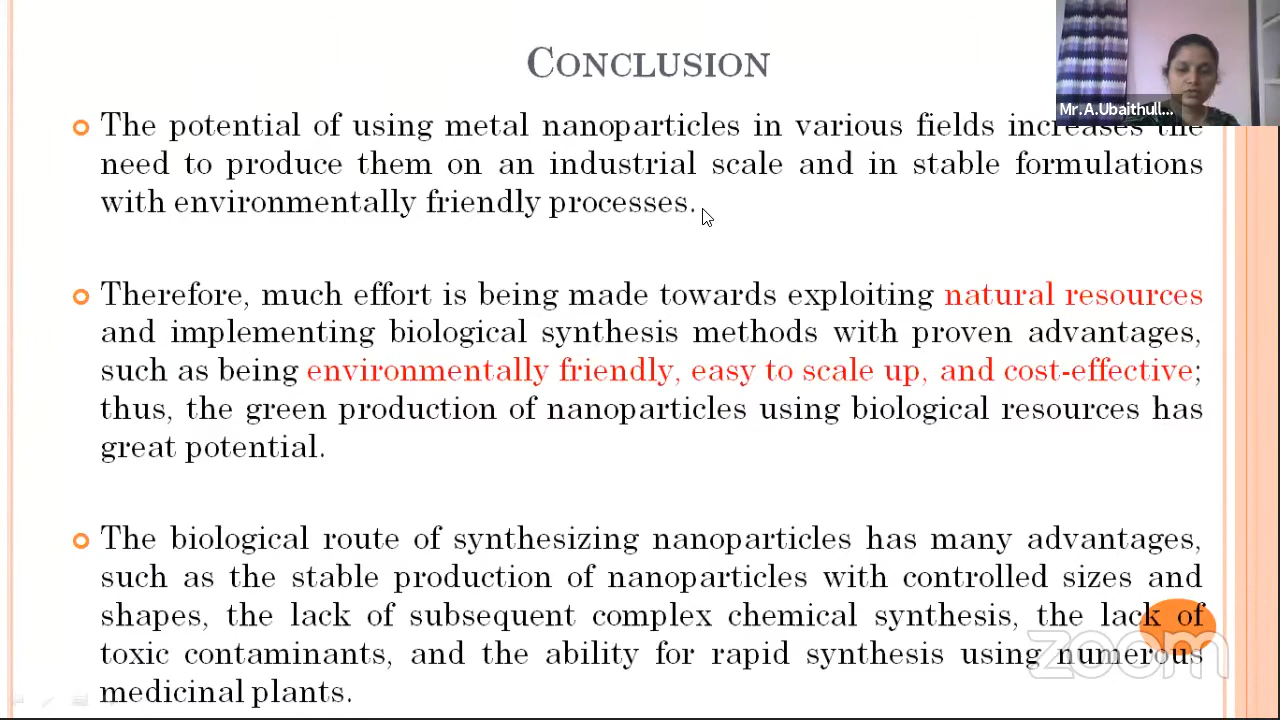 CONCLUSION
Mr.A.Ubaithull...
The potential of using metal nanoparticles in various fields increases the
need to produce them on an industrial scale and in stable formulations
with environmentally friendly processes.
Therefore, much effort is being made towards exploiting natural resources
and implementing biological synthesis methods with proven advantages,
such as being environmentally friendly, easy to scale up, and cost-effective;
thus, the green production of nanoparticles using biological resources has
great potential.
The biological route of synthesizing nanoparticles has many advantages,
such as the stable production of nanoparticles with controlled sizes and
shapes, the lack of subsequent complex chemical synthesis, the lack of
toxic contaminants, and the ability for rapid synthesis using numerous
medicinal plants.
zoom